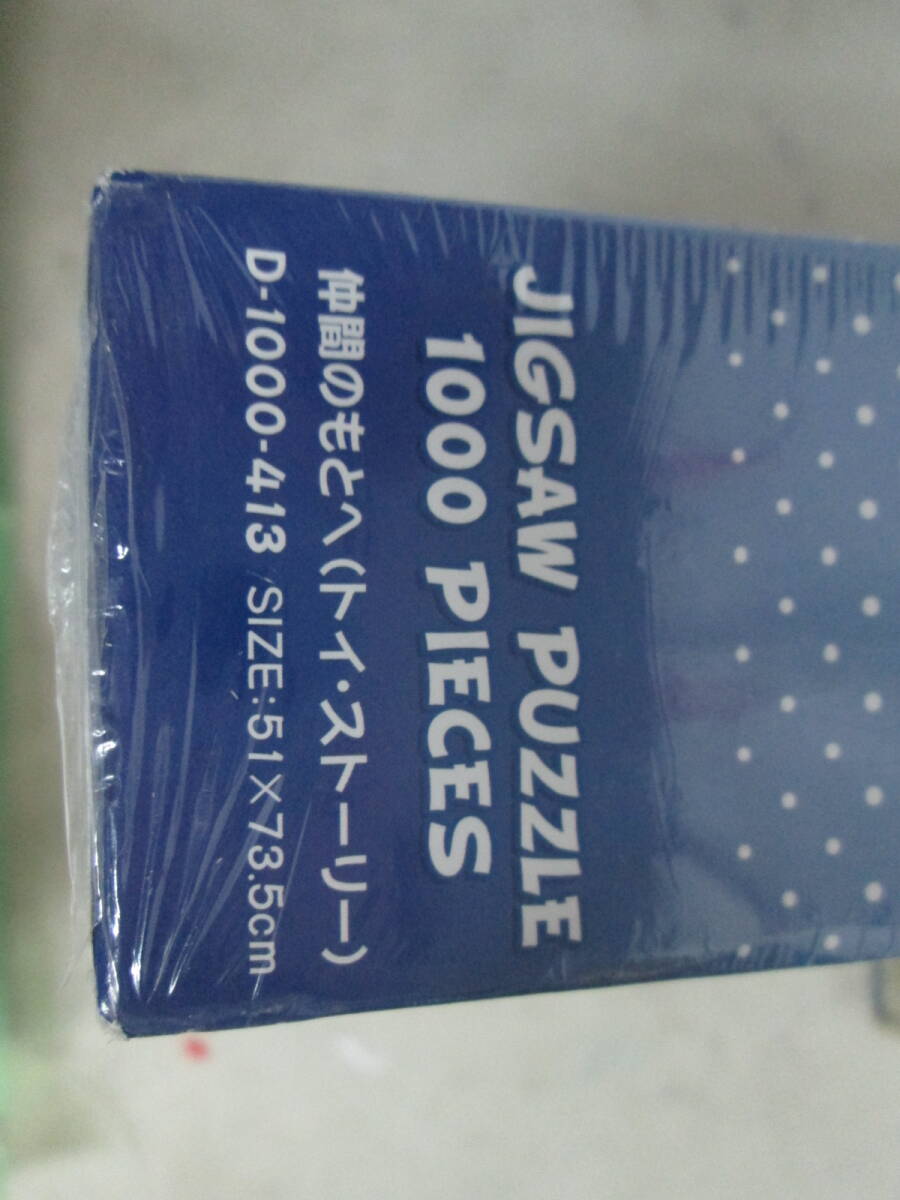 JIGSAW PUZZLE
1000 PIECES
仲間のもとへ(トイ・ストーリー)
D-1000-413 SIZE:51×73.5cm